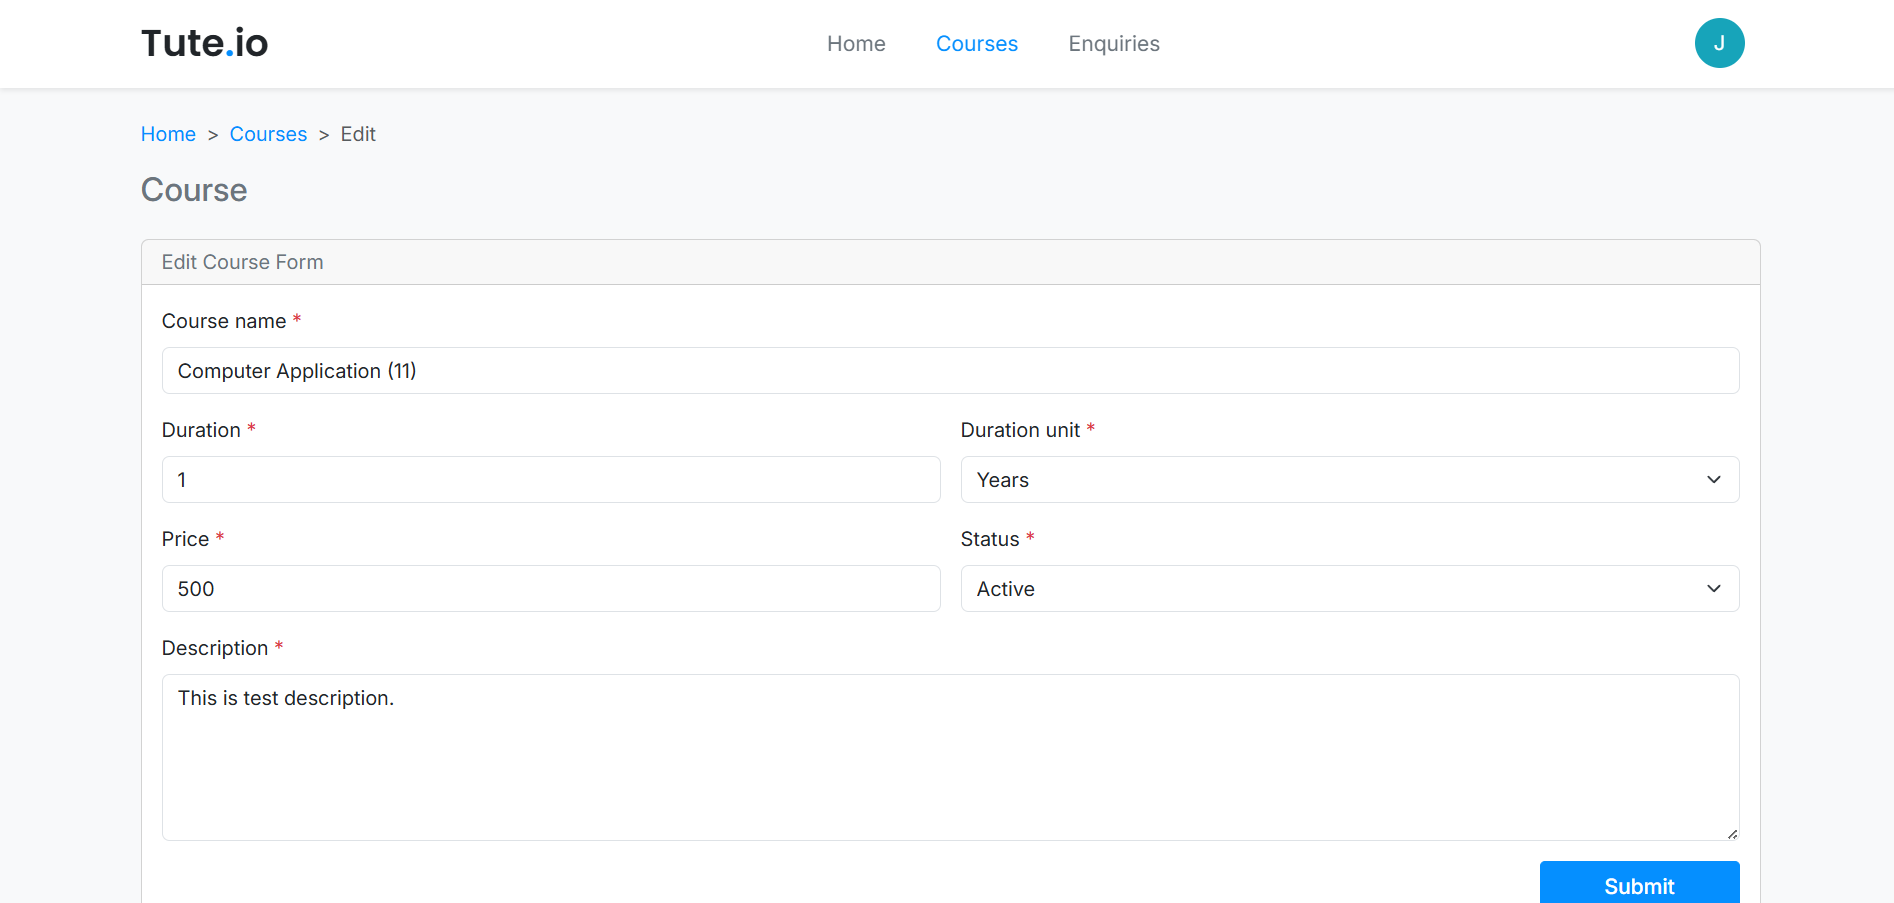 Tute.io
Home Courses Enquiries
J
Home > Courses > Edit
Course
Edit Course Form
Course name *
Computer Application (11)
Duration * Duration unit *
1 Years
Price * Status *
500 Active
Description *
This is test description.
Submit